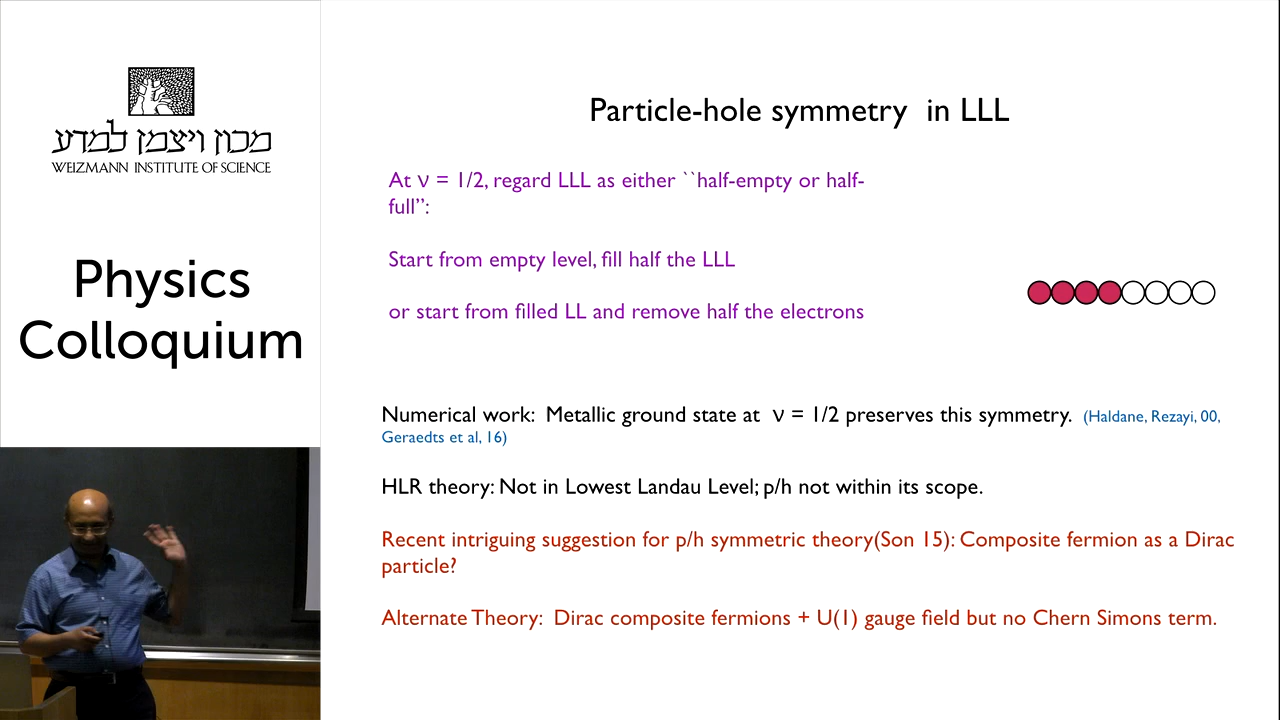 מכון ויצמן למדע
WEIZMANN INSTITUTE OF SCIENCE
Physics
Colloquium
Particle-hole symmetry in LLL
At ν = 1/2, regard LLL as either ``half-empty or half-
full”:
Start from empty level, fill half the LLL
or start from filled LL and remove half the electrons
Numerical work: Metallic ground state at ν = 1/2 preserves this symmetry. (Haldane, Rezayi, 00,
Geraedts et al, 16)
HLR theory: Not in Lowest Landau Level; p/h not within its scope.
Recent intriguing suggestion for p/h symmetric theory(Son 15): Composite fermion as a Dirac
particle?
Alternate Theory: Dirac composite fermions + U(1) gauge field but no Chern Simons term.